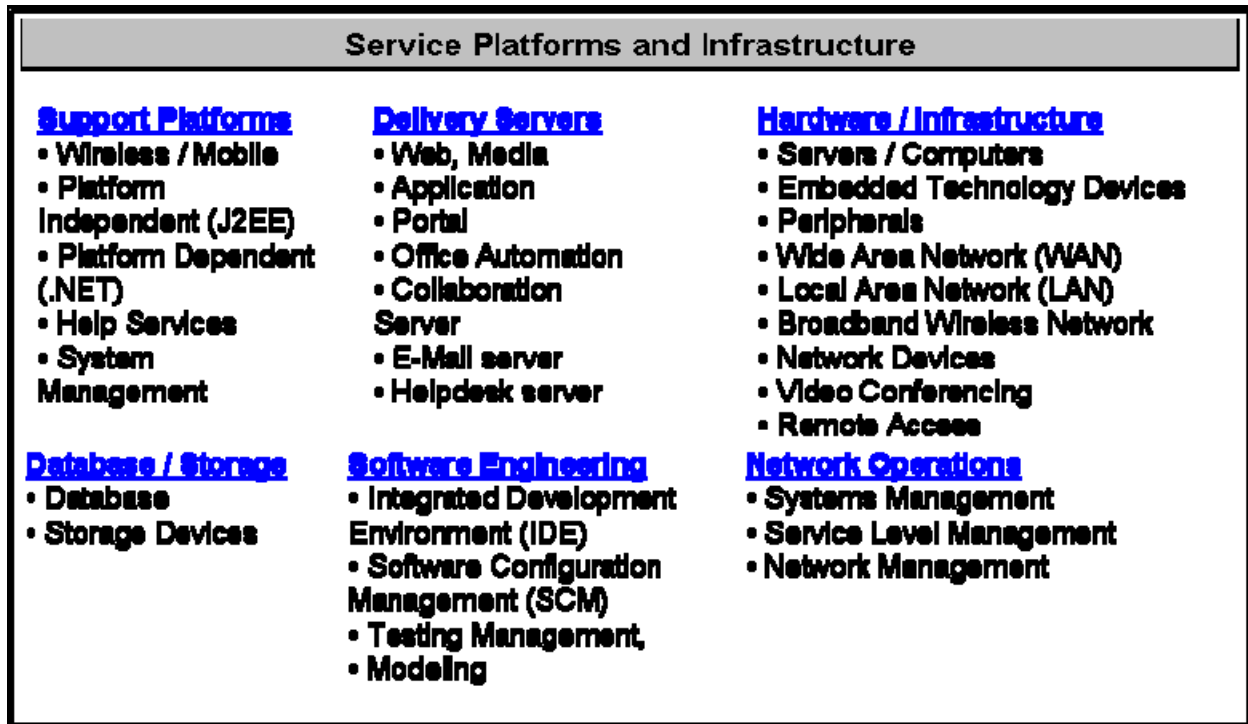 Service Platforms and Infrastructure
Support Platforms
• Wireless / Mobile
• Platform
Independent (J2EE)
• Platform Dependent
(.NET)
• Help Services
• System
Management
Delivery Servers
• Web, Media
• Application
• Portal
• Office Automation
• Collaboration
Server
• E-Mail server
• Helpdesk server
Hardware / Infrastructure
• Servers / Computers
• Embedded Technology Devices
• Peripherals
• Wide Area Network (WAN)
• Local Area Network (LAN)
• Broadband Wireless Network
• Network Devices
• Video Conferencing
• Remote Access
Database / Storage
• Database
• Storage Devices
Software Engineering
• Integrated Development
Environment (IDE)
• Software Configuration
Management (SCM)
• Testing Management,
• Modeling
Network Operations
• Systems Management
• Service Level Management
• Network Management